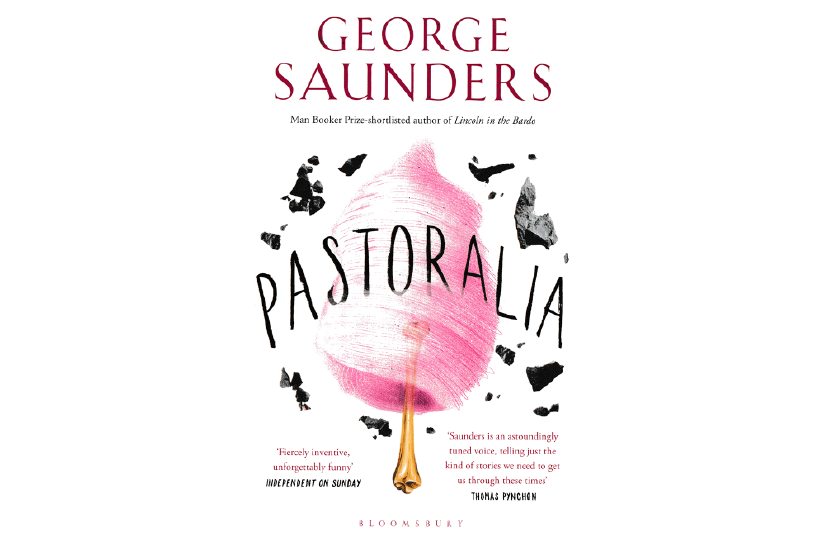 GEORGE
SAUNDERS
Man Booker Prize-shortlisted author of Lincoln in the Bardo
PASTORALIA
'Fiercely inventive,
unforgettably funny'
INDEPENDENT ON SUNDAY
'Saunders is an astoundingly
tuned voice, telling just the
kind of stories we need to get
us through these times'
THOMAS PYNCHON
BLOOMSBURY